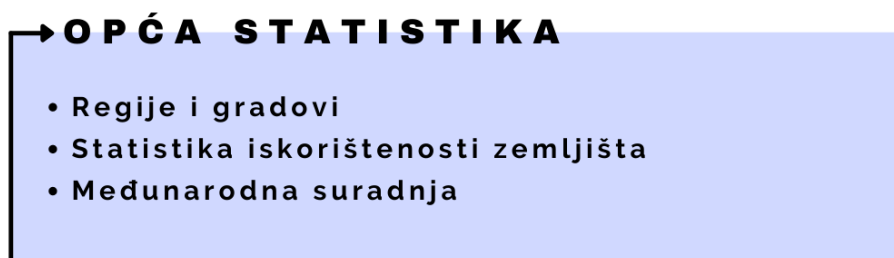 OPĆA STATISTIKA
• Regije i gradovi
• Statistika iskorištenosti zemljišta
• Međunarodna suradnja